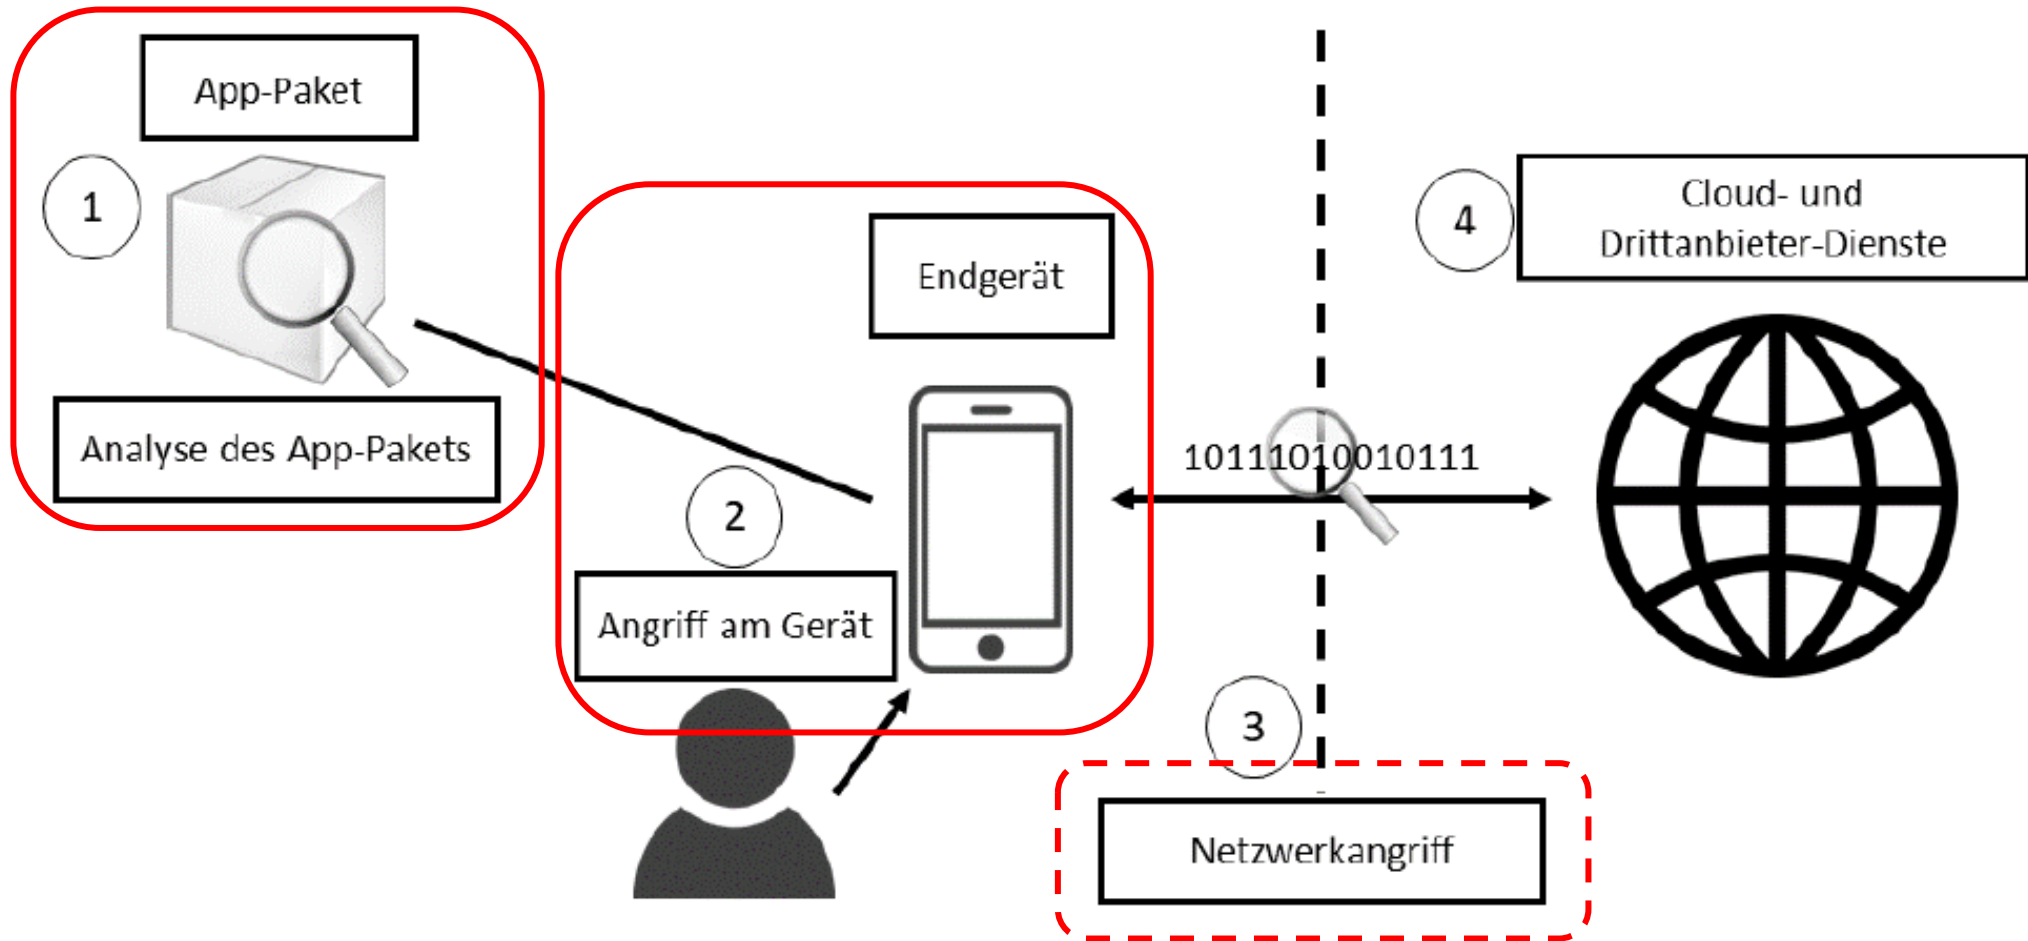 App-Paket
1
Analyse des App-Pakets
Endgerät
2
Angriff am Gerät
10111010010111
3
Netzwerkangriff
4
Cloud- und
Drittanbieter-Dienste